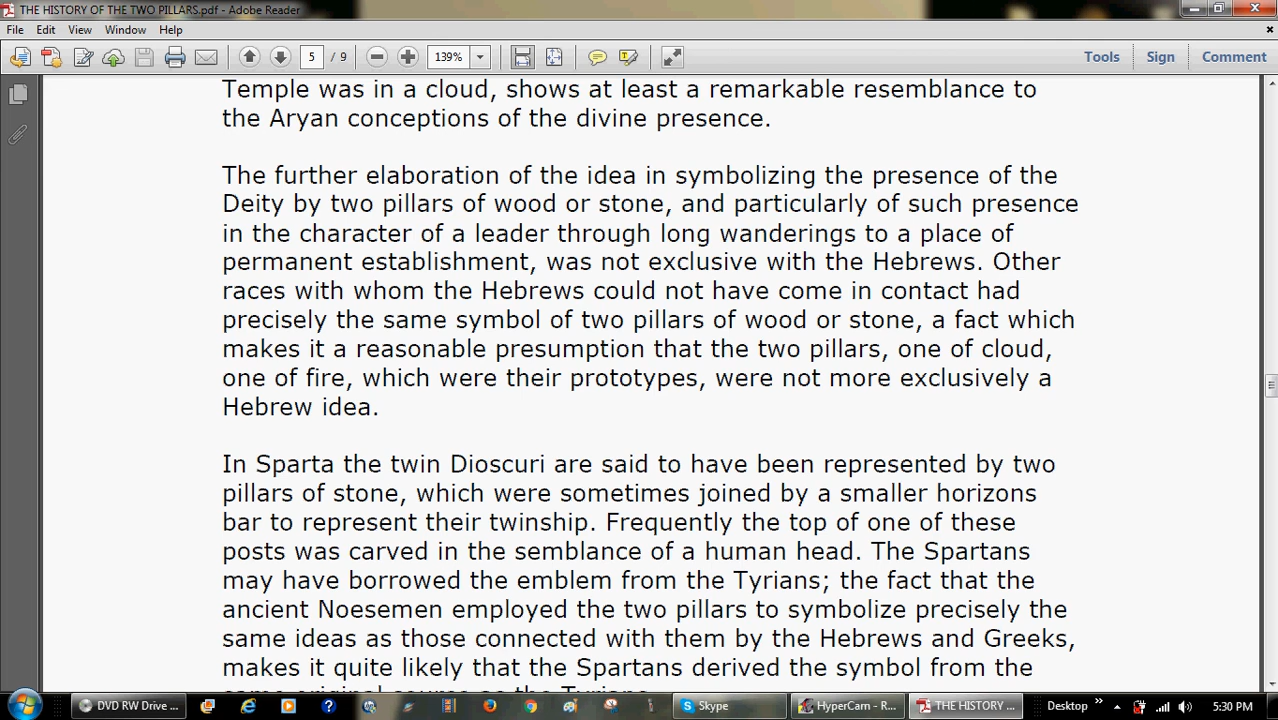 THE HISTORY OF THE TWO PILLARS.pdf - Adobe Reader
File Edit View Window Help
5 / 9 139% Tools Sign Comment
Temple was in a cloud, shows at least a remarkable resemblance to
the Aryan conceptions of the divine presence.
The further elaboration of the idea in symbolizing the presence of the
Deity by two pillars of wood or stone, and particularly of such presence
in the character of a leader through long wanderings to a place of
permanent establishment, was not exclusive with the Hebrews. Other
races with whom the Hebrews could not have come in contact had
precisely the same symbol of two pillars of wood or stone, a fact which
makes it a reasonable presumption that the two pillars, one of cloud,
one of fire, which were their prototypes, were not more exclusively a
Hebrew idea.
In Sparta the twin Dioscuri are said to have been represented by two
pillars of stone, which were sometimes joined by a smaller horizons
bar to represent their twinship. Frequently the top of one of these
posts was carved in the semblance of a human head. The Spartans
may have borrowed the emblem from the Tyrians; the fact that the
ancient Noesemen employed the two pillars to symbolize precisely the
same ideas as those connected with them by the Hebrews and Greeks,
makes it quite likely that the Spartans derived the symbol from the
same original source as the Tyrians
DVD RW Drive ... Skype HyperCam - R... THE HISTORY ... Desktop 5:30 PM